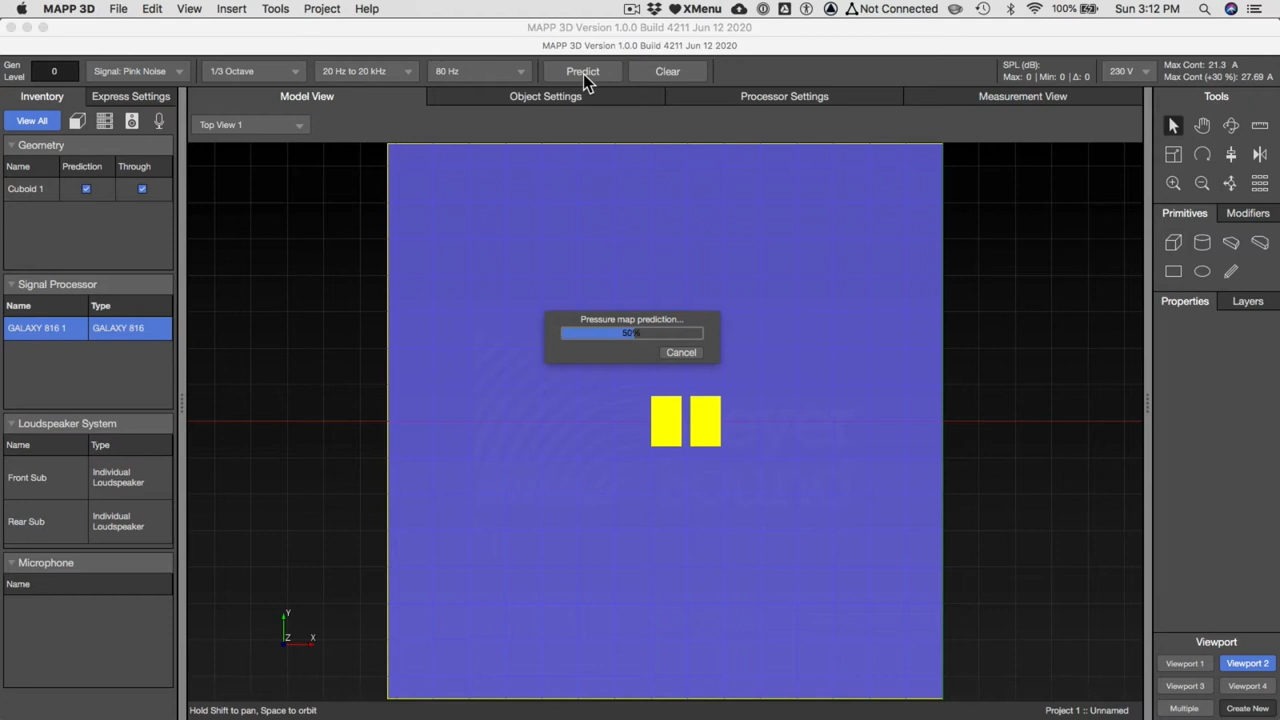 MAPP 3D File Edit View Insert Tools Project Help XMenu Not Connected 100% Sun 3:12 PM
MAPP 3D Version 1.0.0 Build 4211 Jun 12 2020
MAPP 3D Version 1.0.0 Build 4211 Jun 12 2020
Gen Level 0 Signal: Pink Noise 1/3 Octave 20 Hz to 20 kHz 80 Hz Predict Clear
SPL (dB):
Max: 0 | Min: 0 | Δ: 0
230 V
Max Cont: 21.3 A
Max Cont (+30 %): 27.69 A
Inventory Express Settings Model View Object Settings Processor Settings Measurement View Tools
View All
Top View 1
Geometry
Name Prediction Through
Cuboid 1
Signal Processor
Name Type
GALAXY 816 1 GALAXY 816
Loudspeaker System
Name Type
Front Sub Individual Loudspeaker
Rear Sub Individual Loudspeaker
Microphone
Name
Pressure map prediction...
50%
Cancel
Meyer
Sound
Y
Z X
Primitives Modifiers
Properties Layers
Viewport
Viewport 1 Viewport 2
Viewport 3 Viewport 4
Multiple Create New
Hold Shift to pan, Space to orbit
Project 1 :: Unnamed